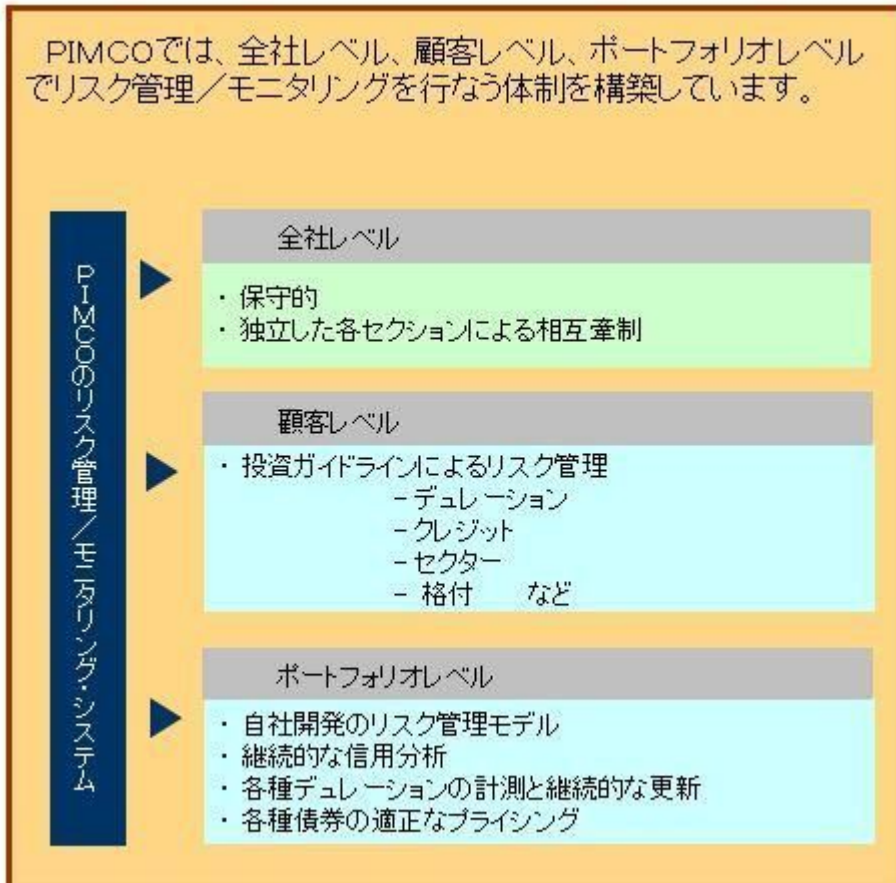 PIMCOでは、全社レベル、顧客レベル、ポートフォリオレベル
でリスク管理／モニタリングを行なう体制を構築しています。
PIMCOのリスク管理／モニタリング・システム
全社レベル
・ 保守的
・ 独立した各セクションによる相互牽制
顧客レベル
・ 投資ガイドラインによるリスク管理
－デュレーション
－クレジット
－セクター
－ 格付　など
ポートフォリオレベル
・ 自社開発のリスク管理モデル
・ 継続的な信用分析
・ 各種デュレーションの計測と継続的な更新
・ 各種債券の適正なプライシング